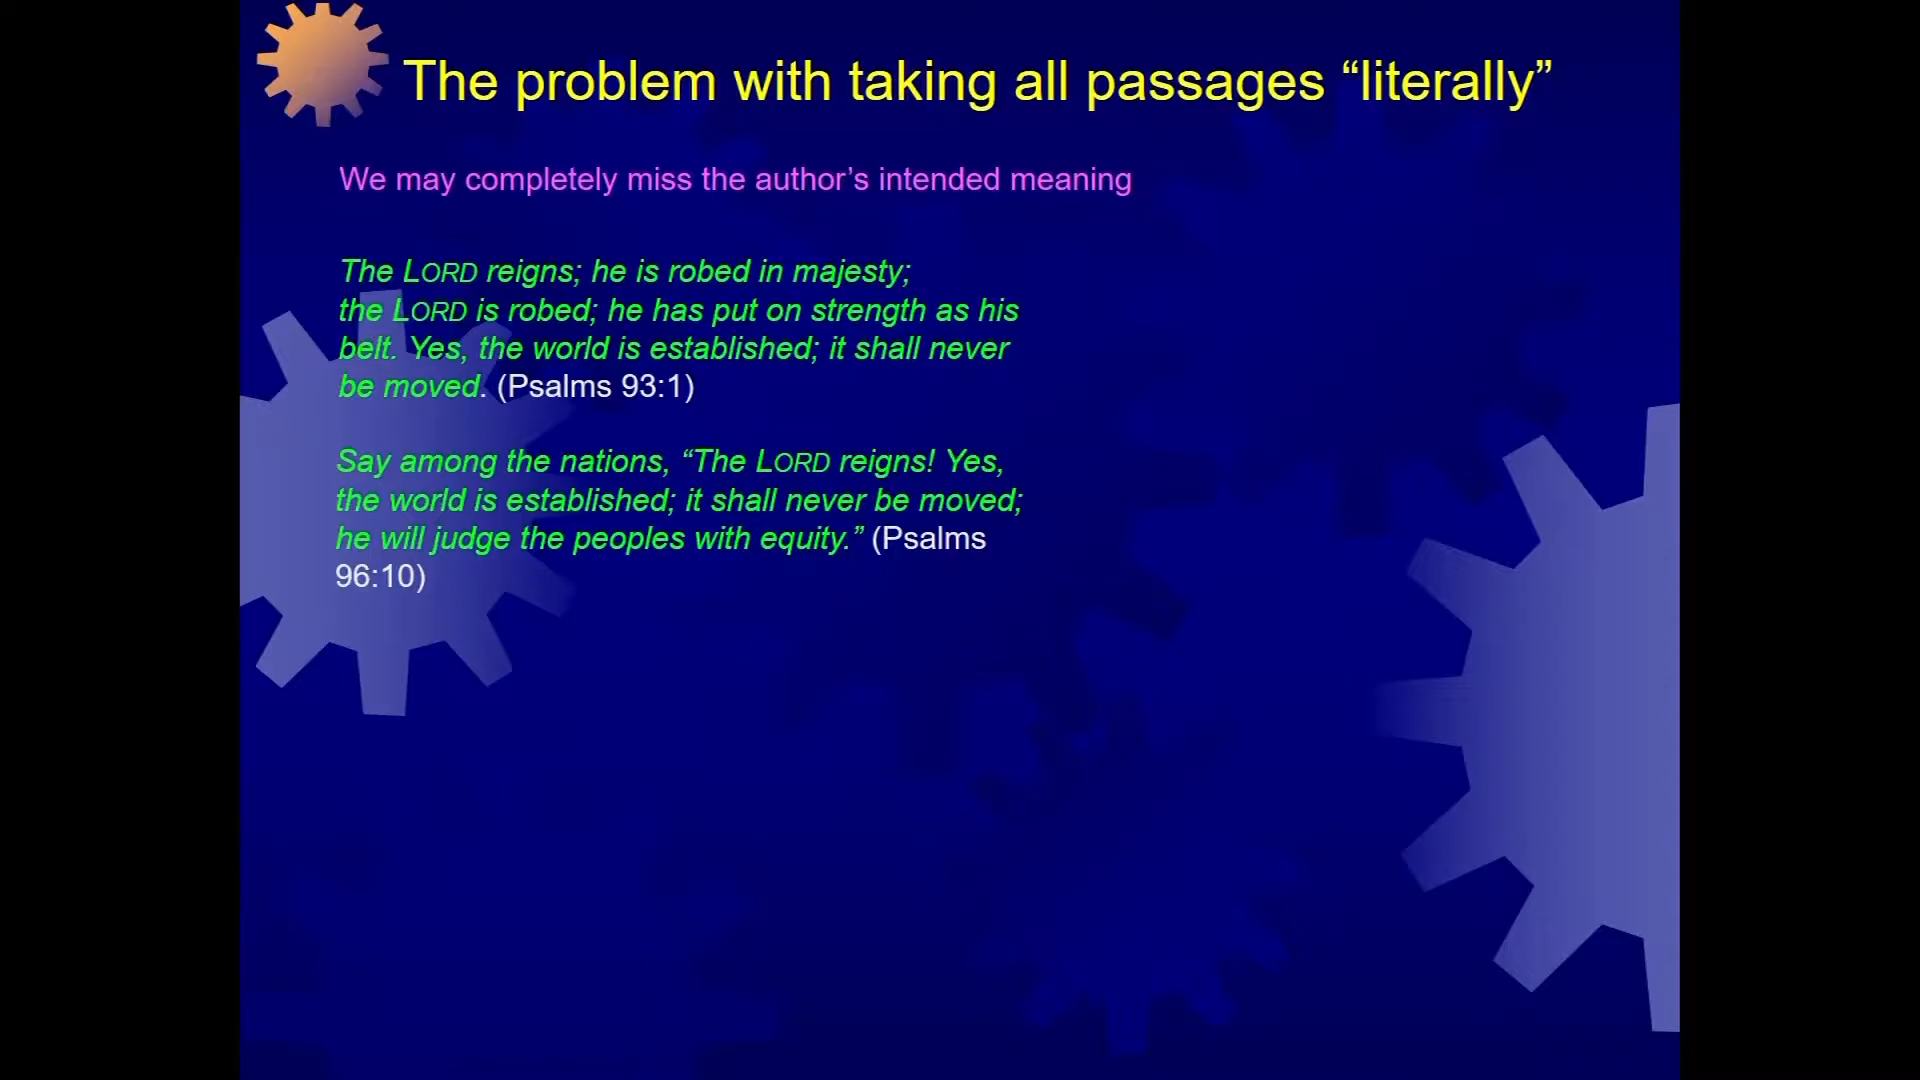 The problem with taking all passages “literally”
We may completely miss the author’s intended meaning
The LORD reigns; he is robed in majesty;
the LORD is robed; he has put on strength as his
belt. Yes, the world is established; it shall never
be moved. (Psalms 93:1)
Say among the nations, “The LORD reigns! Yes,
the world is established; it shall never be moved;
he will judge the peoples with equity.” (Psalms
96:10)